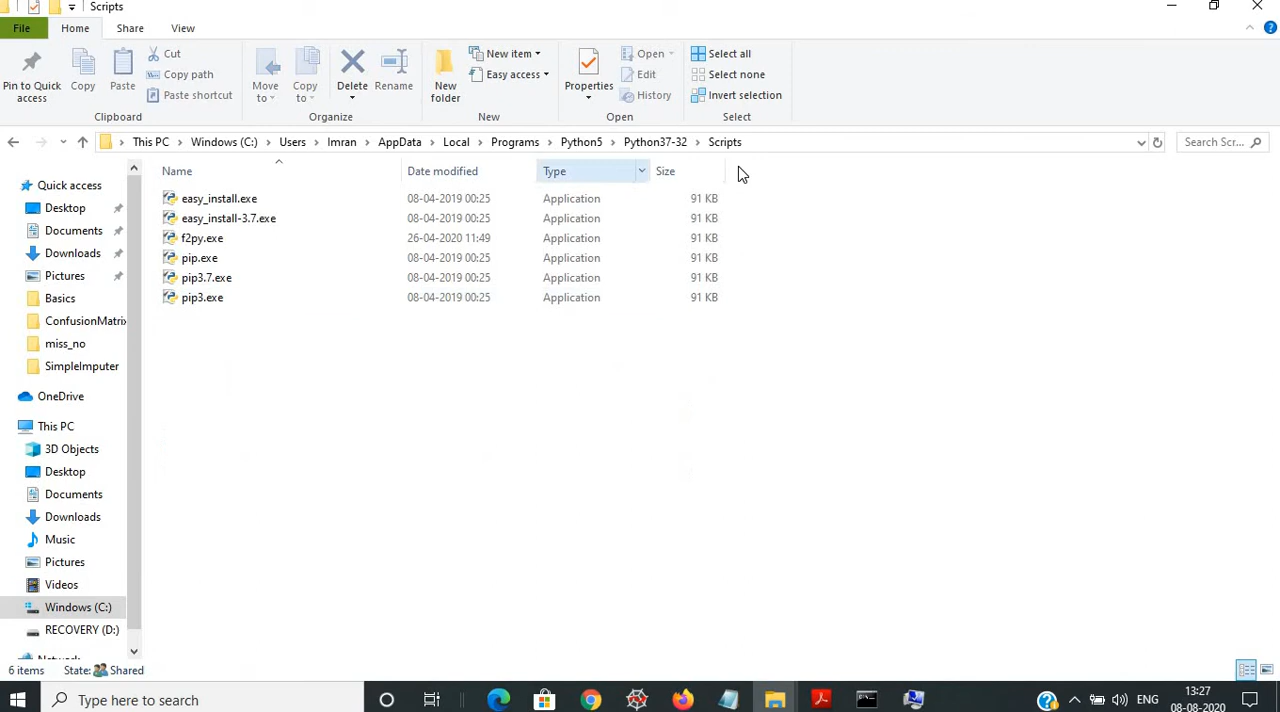 Scripts
File Home Share View
Pin to Quick access
Copy
Paste
Cut
Copy path
Paste shortcut
Clipboard
Move to
Copy to
Delete
Rename
Organize
New folder
New item
Easy access
New
Properties
Open
Edit
History
Open
Select all
Select none
Invert selection
Select
This PC > Windows (C:) > Users > Imran > AppData > Local > Programs > Python5 > Python37-32 > Scripts
Search Scr...
Name Date modified Type Size
easy_install.exe 08-04-2019 00:25 Application 91 KB
easy_install-3.7.exe 08-04-2019 00:25 Application 91 KB
f2py.exe 26-04-2020 11:49 Application 91 KB
pip.exe 08-04-2019 00:25 Application 91 KB
pip3.7.exe 08-04-2019 00:25 Application 91 KB
pip3.exe 08-04-2019 00:25 Application 91 KB
Quick access
Desktop
Documents
Downloads
Pictures
Basics
ConfusionMatrix
miss_no
SimpleImputer
OneDrive
This PC
3D Objects
Desktop
Documents
Downloads
Music
Pictures
Videos
Windows (C:)
RECOVERY (D:)
6 items State: Shared
Type here to search
ENG
13:27
08-08-2020